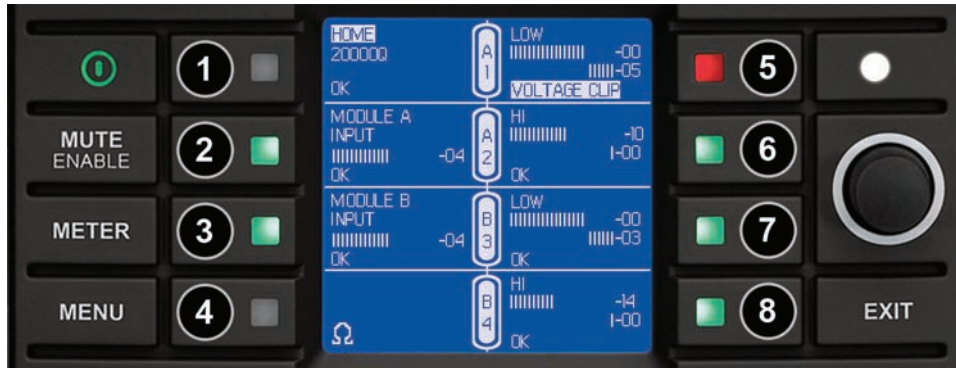 MUTE
ENABLE
METER
MENU
1
2
3
4
HOME
20000Q
OK
MODULE A
INPUT
-04
OK
MODULE B
INPUT
-04
OK
Ω
A
1
A
2
B
3
B
4
LOW
-00
-05
VOLTAGE CLIP
HI
-10
-00
OK
LOW
-00
-03
OK
HI
-14
-00
OK
5
6
7
8
EXIT